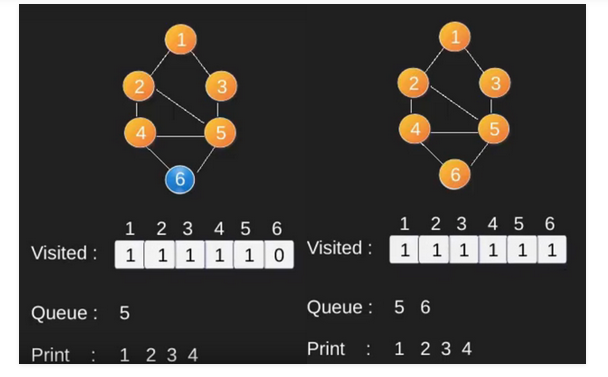 1
2 3
4 5
6
1 2 3 4 5 6
Visited : 1 1 1 1 1 0
Queue : 5
Print : 1 2 3 4
1
2 3
4 5
6
1 2 3 4 5 6
Visited : 1 1 1 1 1 1
Queue : 5 6
Print : 1 2 3 4